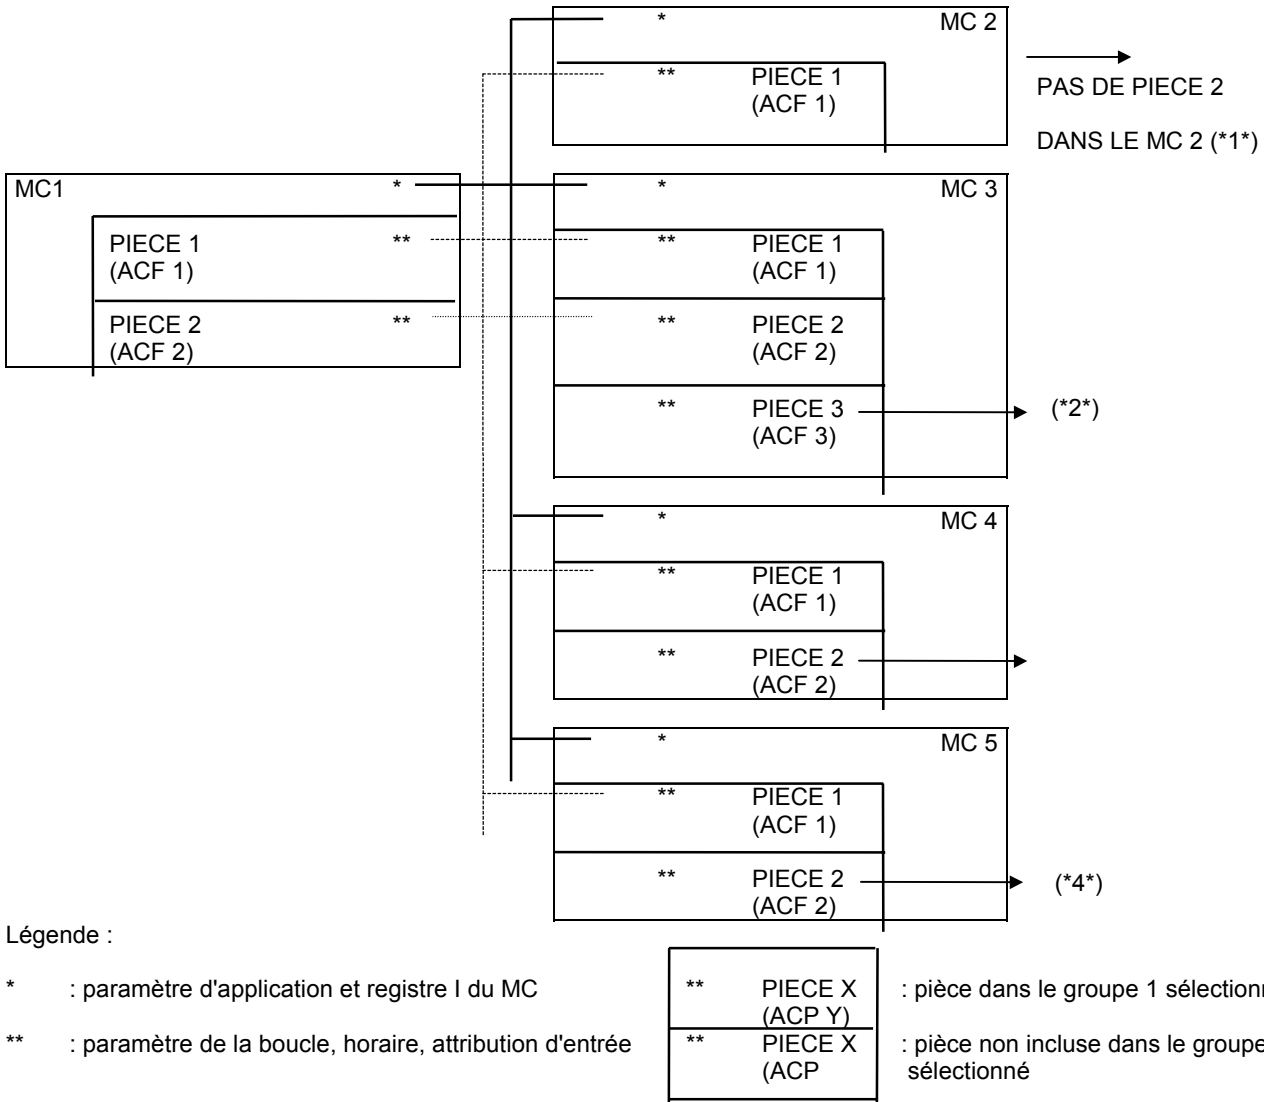 * MC 2
** PIECE 1
(ACF 1)
PAS DE PIECE 2
DANS LE MC 2 (*1*)
MC1 *
PIECE 1 **
(ACF 1)
PIECE 2 **
(ACF 2)
* MC 3
** PIECE 1
(ACF 1)
** PIECE 2
(ACF 2)
** PIECE 3
(ACF 3)
(*2*)
* MC 4
** PIECE 1
(ACF 1)
** PIECE 2
(ACF 2)
* MC 5
** PIECE 1
(ACF 1)
** PIECE 2
(ACF 2)
(*4*)
Légende :
* : paramètre d'application et registre I du MC
** : paramètre de la boucle, horaire, attribution d'entrée
** PIECE X
(ACP Y)
: pièce dans le groupe 1
** PIECE X
(ACP
: pièce non incluse dans le groupe
sélectionné